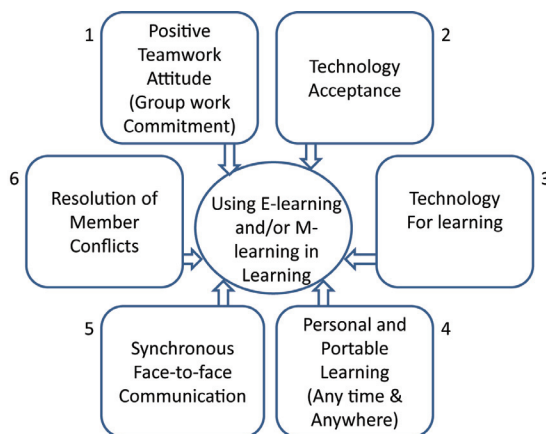 1
Positive
Teamwork
Attitude
(Group work
Commitment)
2
Technology
Acceptance
3
Technology
For learning
4
Personal and
Portable
Learning
(Any time &
Anywhere)
5
Synchronous
Face-to-face
Communication
6
Resolution of
Member
Conflicts
Using E-learning
and/or M-
learning in
Learning